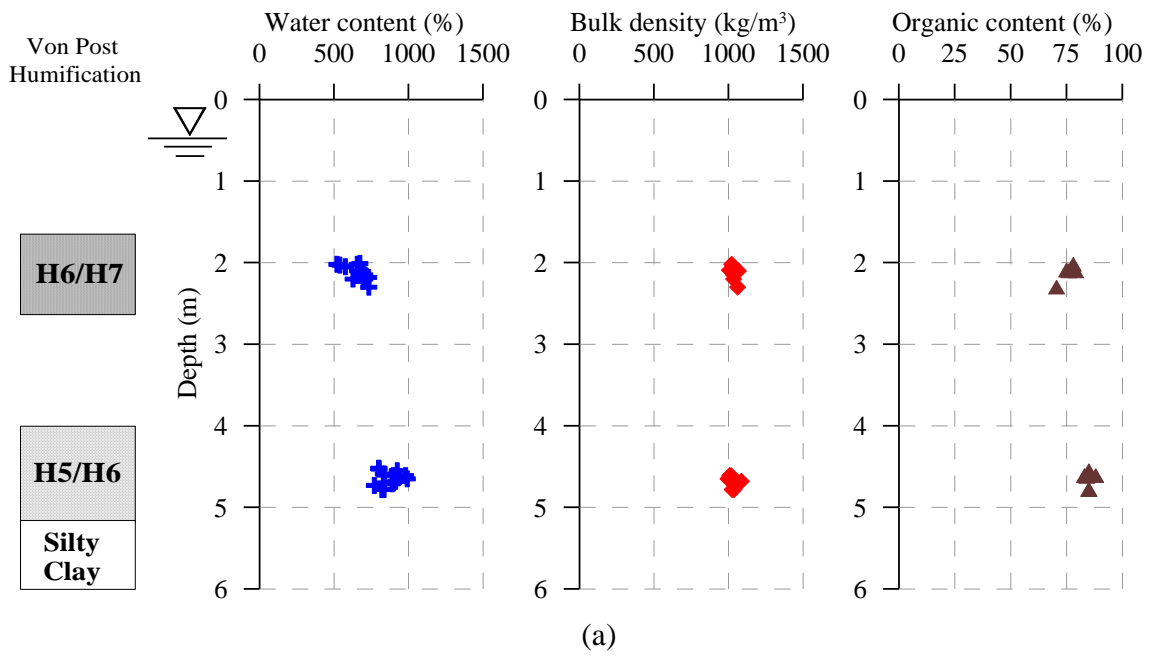 Water content (%)
Bulk density (kg/m³)
Organic content (%)
Von Post
Humification
0 500 1000 1500
0 500 1000 1500
0 25 50 75 100
0 0 0
1 1 1
H6/H7
2 2 2
Depth (m)
3 3 3
4 4 4
H5/H6
5 5 5
Silty
Clay
6 6 6
(a)